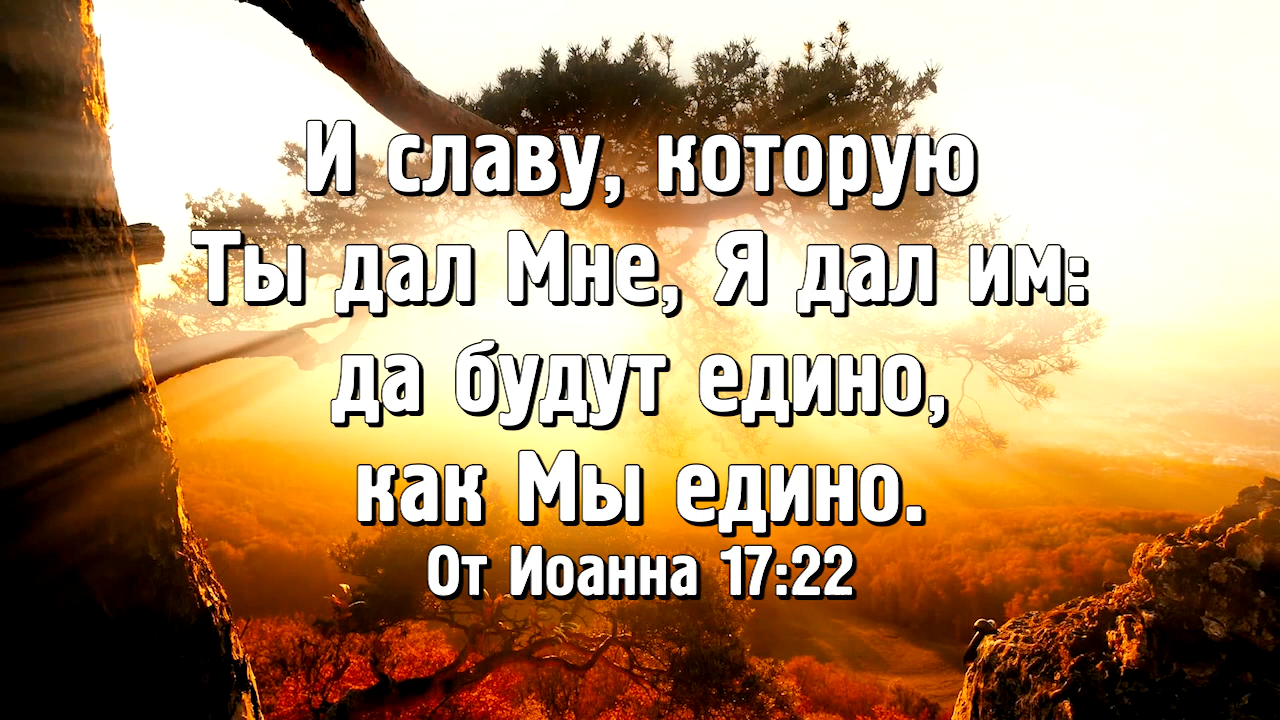 И славу, которую
Ты дал Мне, Я дал им:
да будут едино,
как Мы едино.
От Иоанна 17:22